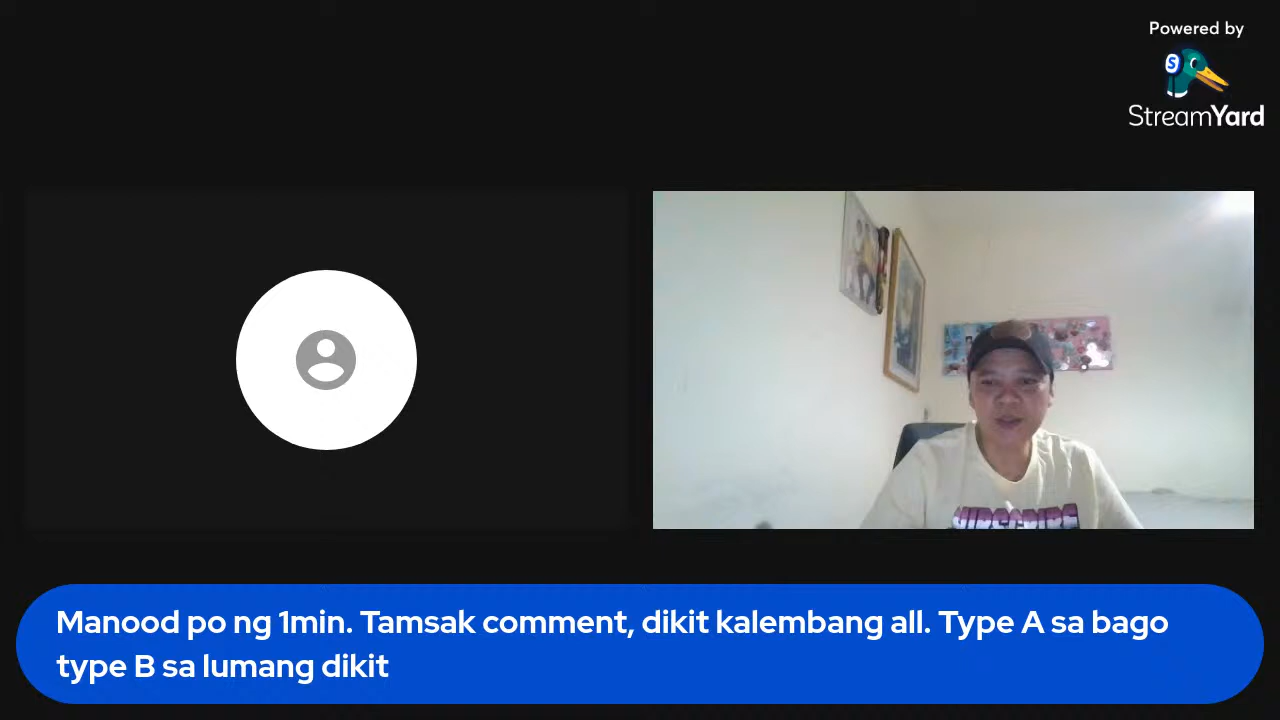 Powered by
StreamYard
S
SUBSCRIBE
Manood po ng 1min. Tamsak comment, dikit kalembang all. Type A sa bago
type B sa lumang dikit